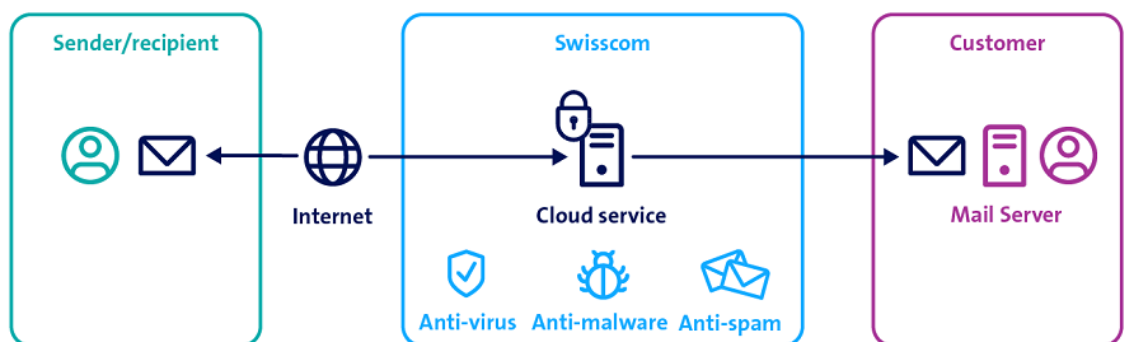 Sender/recipient
Swisscom
Customer
Internet
Cloud service
Mail Server
Anti-virus
Anti-malware
Anti-spam